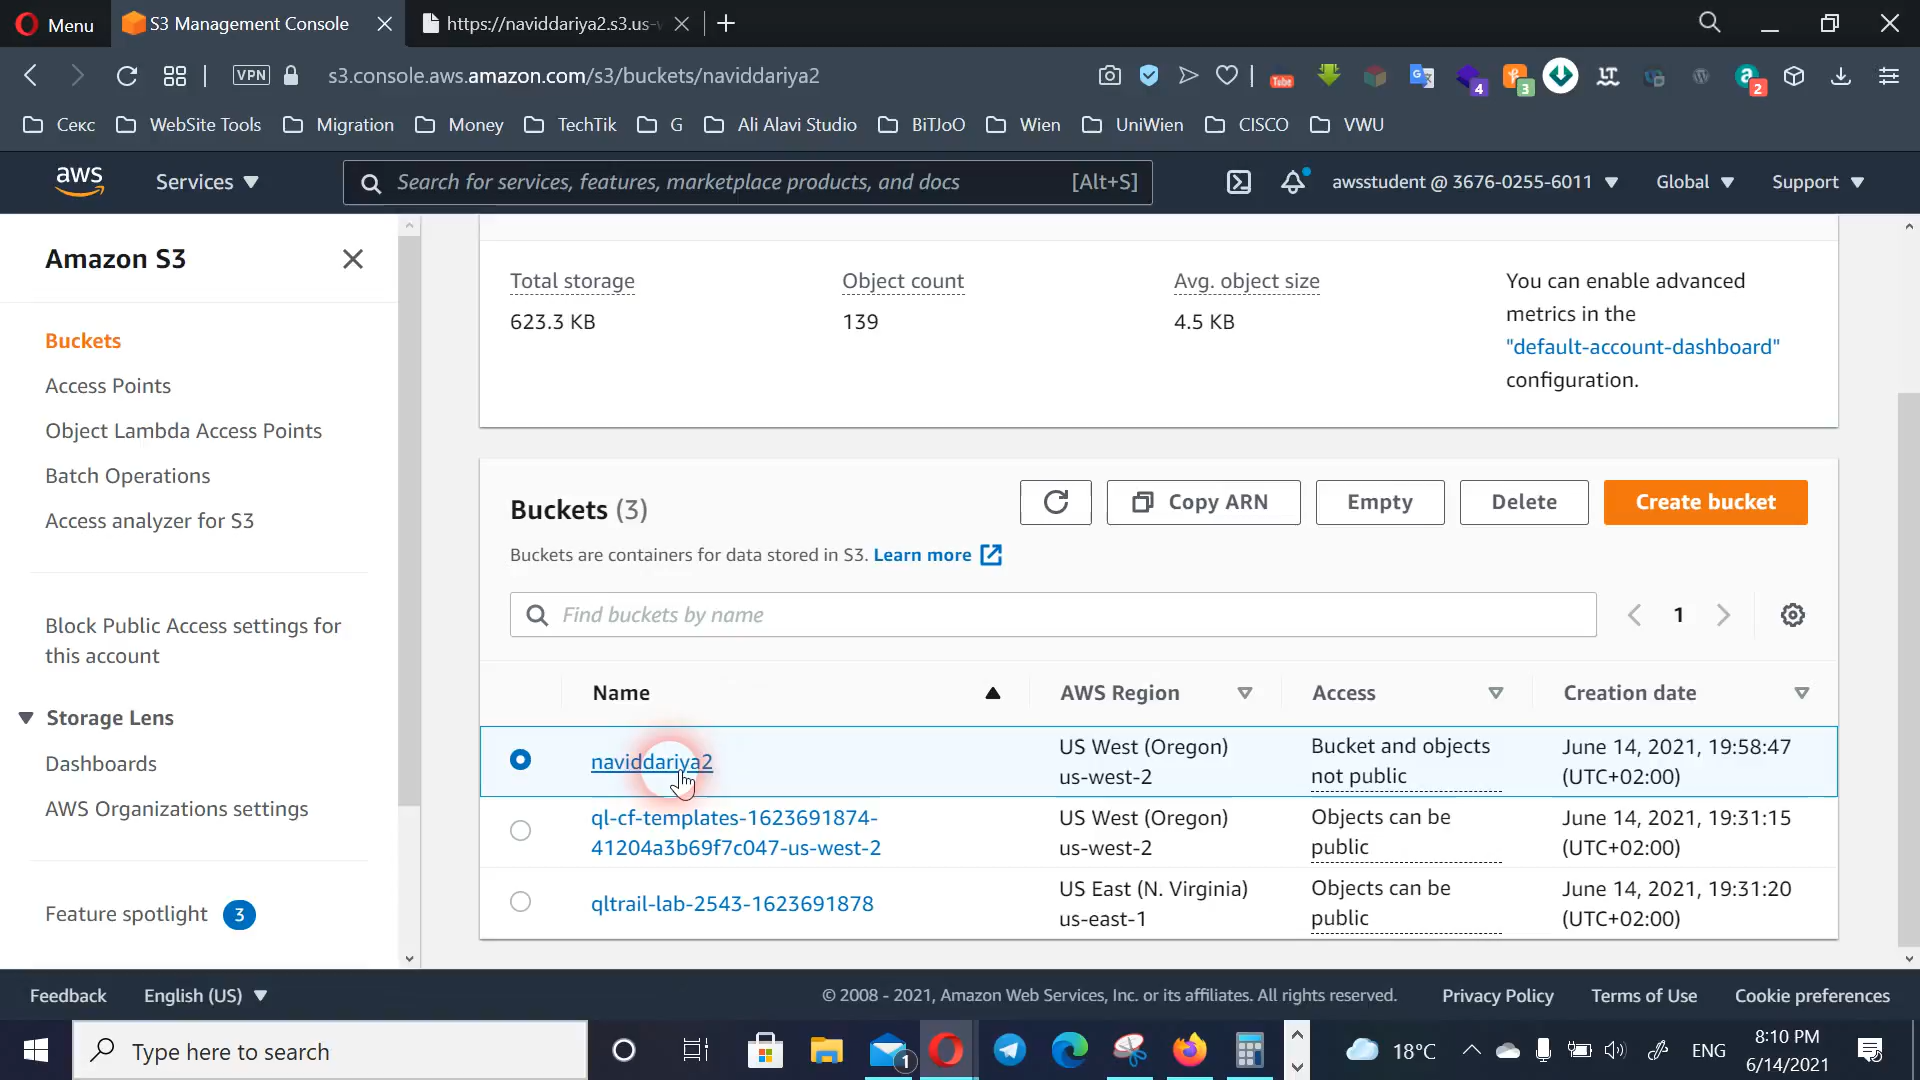 Menu
S3 Management Console
https://naviddariya2.s3.us-
VPN
s3.console.aws.amazon.com/s3/buckets/naviddariya2
Tube
4
3
LT
a
2
Секс
WebSite Tools
Migration
Money
TechTik
G
Ali Alavi Studio
BiTJoO
Wien
UniWien
CISCO
VWU
aws
Services
Search for services, features, marketplace products, and docs
[Alt+S]
awsstudent @ 3676-0255-6011
Global
Support
Amazon S3
Buckets
Access Points
Object Lambda Access Points
Batch Operations
Access analyzer for S3
Block Public Access settings for
this account
Storage Lens
Dashboards
AWS Organizations settings
Feature spotlight 3
Total storage
623.3 KB
Object count
139
Avg. object size
4.5 KB
You can enable advanced
metrics in the
"default-account-dashboard"
configuration.
Buckets (3)
Copy ARN
Empty
Delete
Create bucket
Buckets are containers for data stored in S3. Learn more
Find buckets by name
1
Name
AWS Region
Access
Creation date
naviddariya2
US West (Oregon)
us-west-2
Bucket and objects
not public
June 14, 2021, 19:58:47
(UTC+02:00)
ql-cf-templates-1623691874-
41204a3b69f7c047-us-west-2
US West (Oregon)
us-west-2
Objects can be
public
June 14, 2021, 19:31:15
(UTC+02:00)
qltrail-lab-2543-1623691878
US East (N. Virginia)
us-east-1
Objects can be
public
June 14, 2021, 19:31:20
(UTC+02:00)
Feedback
English (US)
© 2008 - 2021, Amazon Web Services, Inc. or its affiliates. All rights reserved.
Privacy Policy
Terms of Use
Cookie preferences
Type here to search
1
18°C
ENG
8:10 PM
6/14/2021